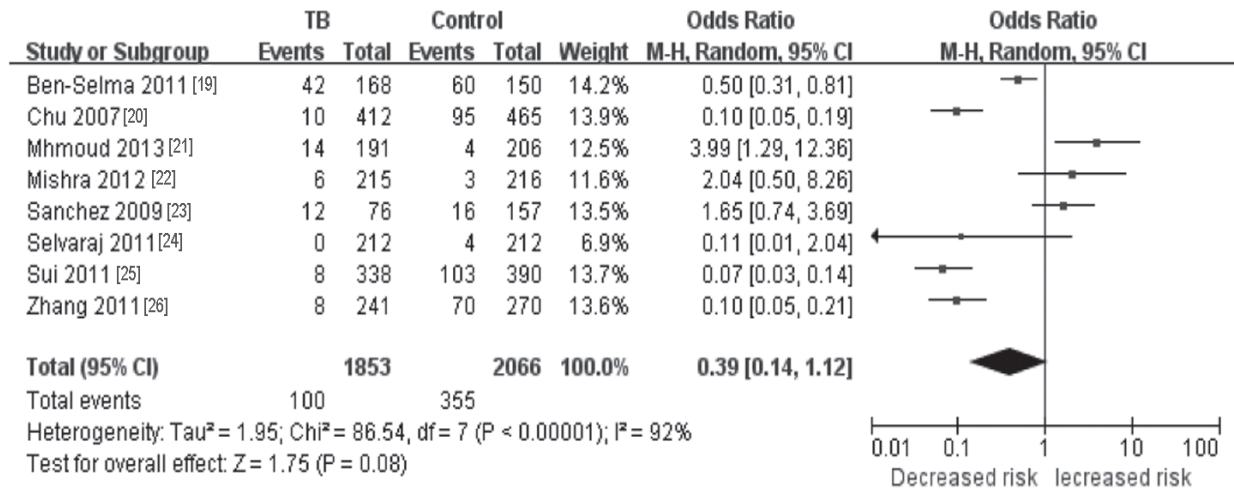 TB Control Odds Ratio Odds Ratio
Study or Subgroup Events Total Events Total Weight M-H, Random, 95% CI M-H, Random, 95% CI
Ben-Selma 2011 [19] 42 168 60 150 14.2% 0.50 [0.31, 0.81]
Chu 2007[20] 10 412 95 465 13.9% 0.10 [0.05, 0.19]
Mhmoud 2013[21] 14 191 4 206 12.5% 3.99 [1.29, 12.36]
Mishra 2012 [22] 6 215 3 216 11.6% 2.04 [0.50, 8.26]
Sanchez 2009[23] 12 76 16 157 13.5% 1.65 [0.74, 3.69]
Selvaraj 2011[24] 0 212 4 212 6.9% 0.11 [0.01, 2.04]
Sui 2011 [25] 8 338 103 390 13.7% 0.07 [0.03, 0.14]
Zhang 2011[26] 8 241 70 270 13.6% 0.10 [0.05, 0.21]
Total (95% CI) 1853 2066 100.0% 0.39 [0.14, 1.12]
Total events 100 355
Heterogeneity: Tau² = 1.95; Chi² = 86.54, df = 7 (P < 0.00001); I² = 92%
Test for overall effect: Z = 1.75 (P = 0.08)
0.01 0.1 1 10 100
Decreased risk Iecreased risk